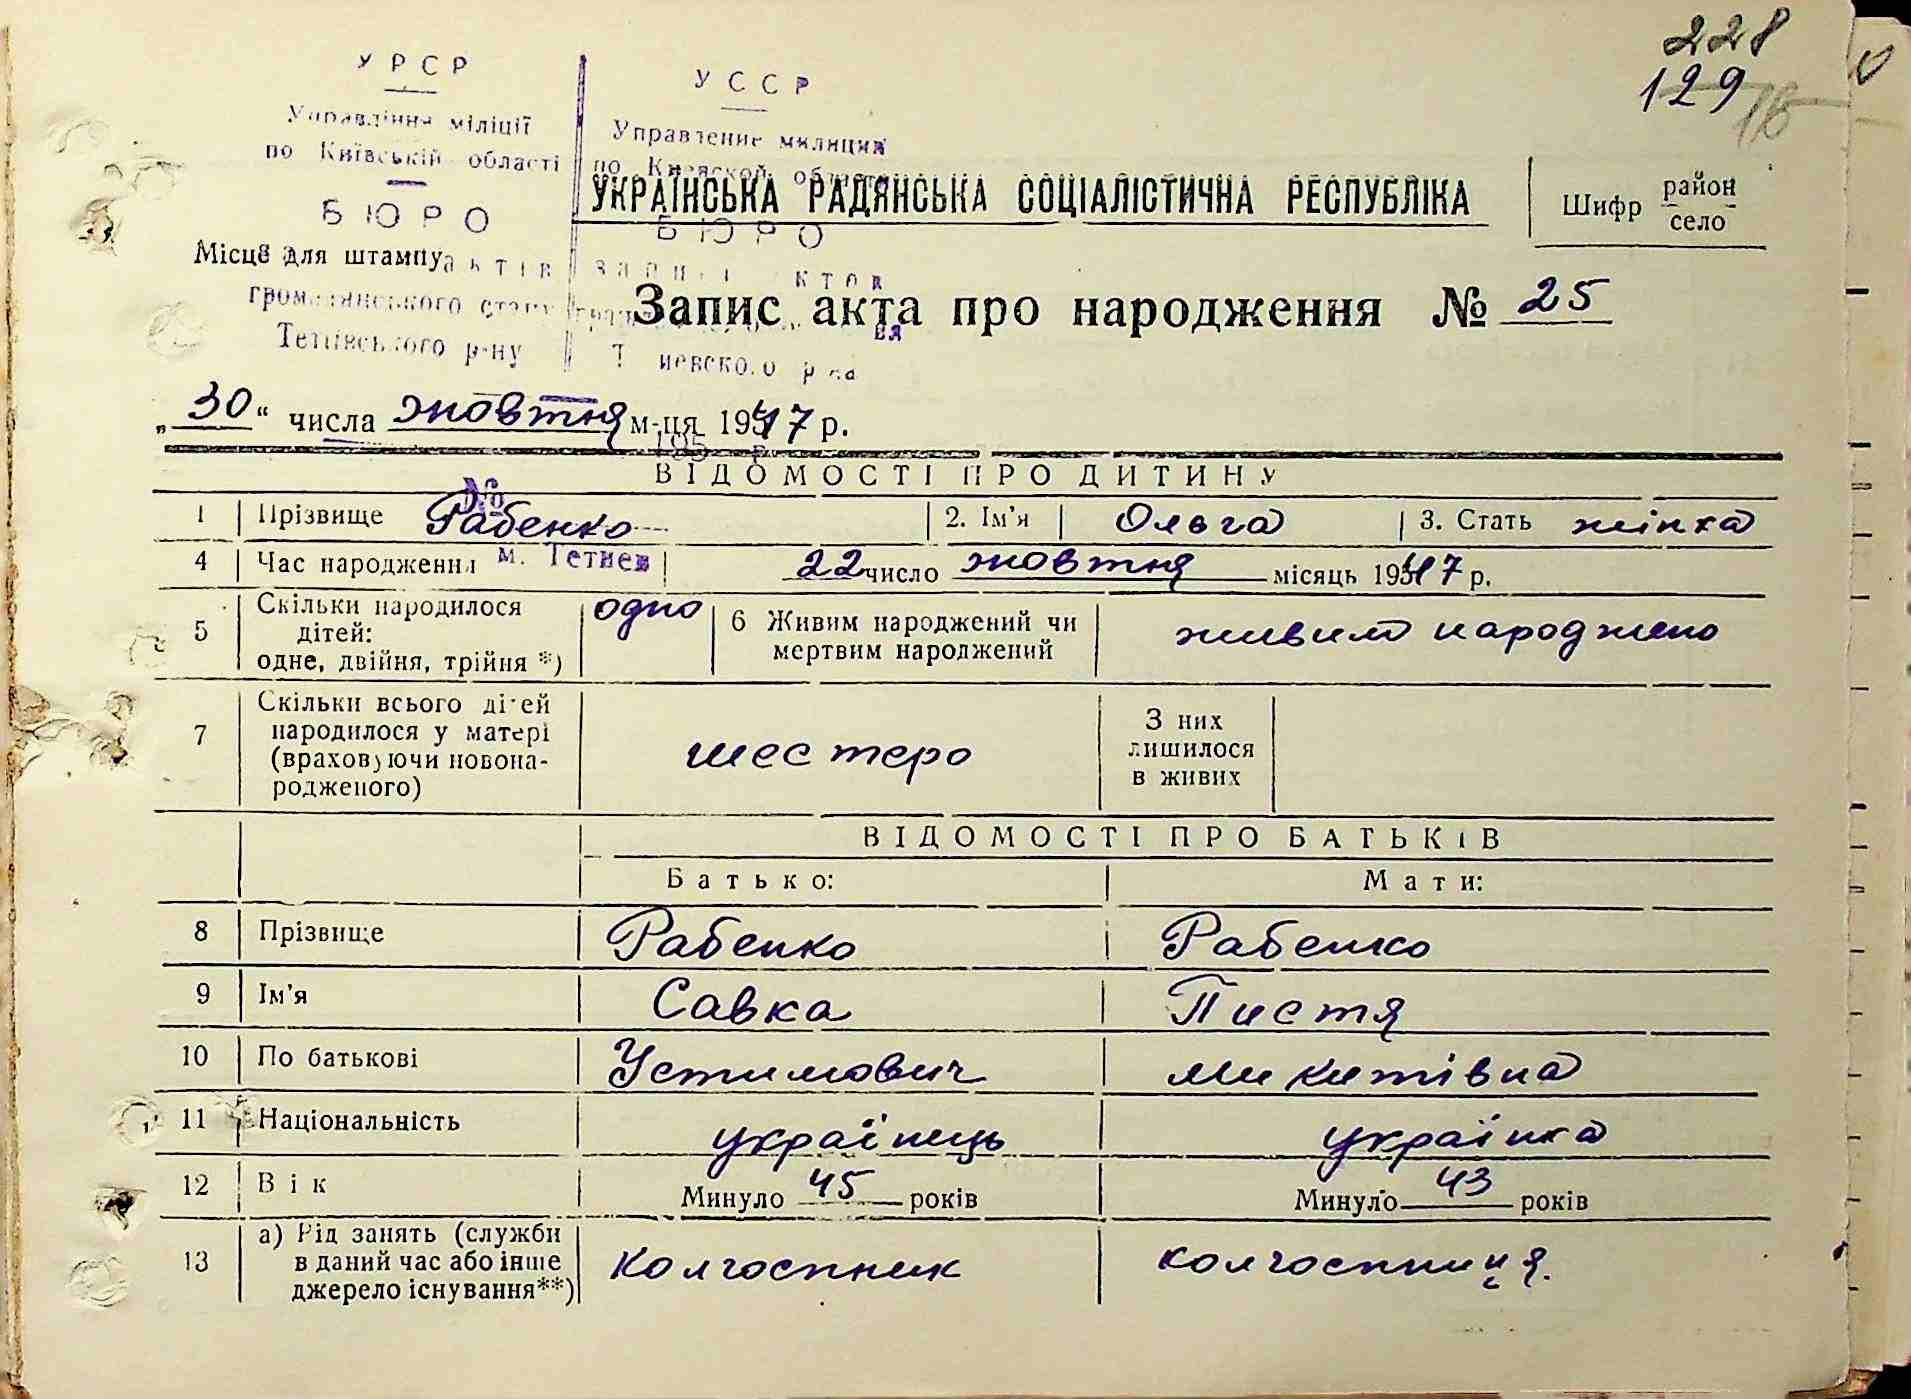 228
129
16
УРСР
УССР
Управління міліції
Управление милиции
по Київській області
по Киевской области
УКРАЇНСЬКА РАДЯНСЬКА СОЦІАЛІСТИЧНА РЕСПУБЛІКА
Шифр район
село
БЮРО
БЮРО
Місце для штампу
актів
громадянського стану
Тетіївського р-ну
Запис акта про народження № 25
„30“ числа жовтня м-ця 1947 р.
195 р.
ВІДОМОСТІ ПРО ДИТИНУ
№
1 Прізвище Рабенко 2. Ім'я Ольга 3. Стать жінка
м. Тетиев
4 Час народження 22 число жовтня місяць 1947 р.
5 Скільки народилося дітей: одне, двійня, трійня *) одно 6 Живим народжений чи мертвим народжений живим народжено
7 Скільки всього дітей народилося у матері (враховуючи новонародженого) шестеро З них лишилося в живих
ВІДОМОСТІ ПРО БАТЬКІВ
Батько: Мати:
8 Прізвище Рабенко Рабенко
9 Ім'я Савка Пистя
10 По батькові Устимович Микитівна
11 Національність українець українка
12 Вік Минуло 45 років Минуло 43 років
13 а) Рід занять (служби в даний час або інше джерело існування**) колгоспник колгоспниця.